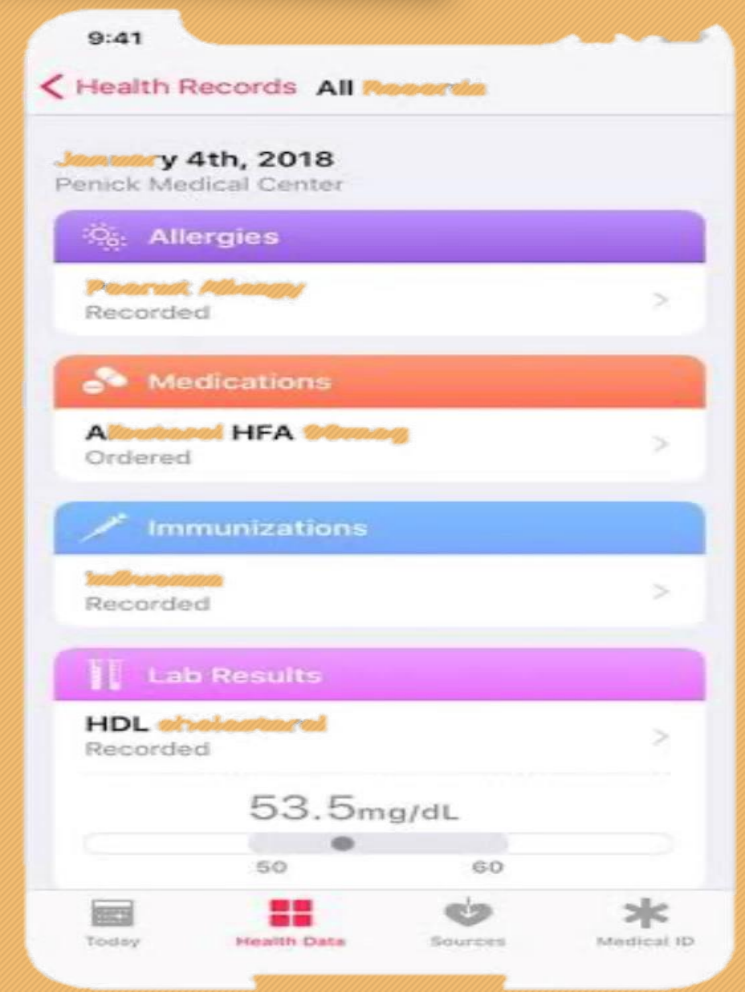 9:41
Health Records All
4th, 2018
Penick Medical Center
Allergies
Recorded
Medications
HFA
Ordered
Immunizations
Recorded
Lab Results
HDL
Recorded
53.5mg/dL
50 60
Today Health Data Sources Medical ID